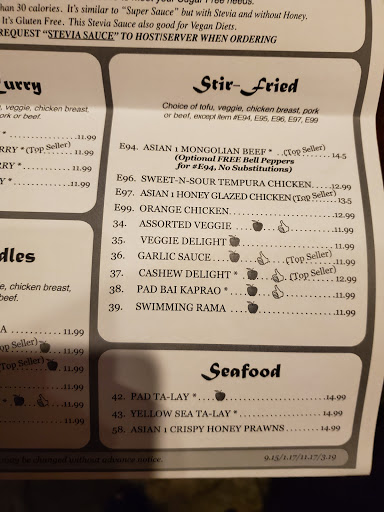 than 30 calories. It's similar to "Super Sauce" but with Stevia and without Honey.
It's Gluten Free. This Stevia Sauce also good for Vegan Diets.
REQUEST "STEVIA SAUCE" TO HOST/SERVER WHEN ORDERING
Curry
, veggie, chicken breast,
pork or beef.
* ........11.99
RRY *(Top Seller)
.....11.99
RRY * ........11.99
Y * ........11.99
dles
e, chicken breast,
beef.
A ........11.99
op Seller)
...11.99
Top Seller)
...11.99
...11.99
* ...11.99
...11.99
Stir-Fried
Choice of tofu, veggie, chicken breast, pork
or beef, except item #E94, E95, E96, E97, E99
E94. ASIAN 1 MONGOLIAN BEEF * ..(Top Seller) 14.5
(Optional FREE Bell Peppers
for #E94, No Substitutions)
E96. SWEET-N-SOUR TEMPURA CHICKEN.....12.99
E97. ASIAN 1 HONEY GLAZED CHICKEN(Top Seller) 13.5
E99. ORANGE CHICKEN..........12.99
34. ASSORTED VEGGIE ..........11.99
35. VEGGIE DELIGHT ..........11.99
36. GARLIC SAUCE.....(Top Seller)....11.99
37. CASHEW DELIGHT * ..(Top Seller)...12.99
38. PAD BAI KAPRAO * ..........11.99
39. SWIMMING RAMA ..........11.99
Seafood
42. PAD TA-LAY * ..........14.99
43. YELLOW SEA TA-LAY * ..........14.99
58. ASIAN 1 CRISPY HONEY PRAWNS........14.99
may be changed without advance notice.
9.15/1.17/11.17/3.19